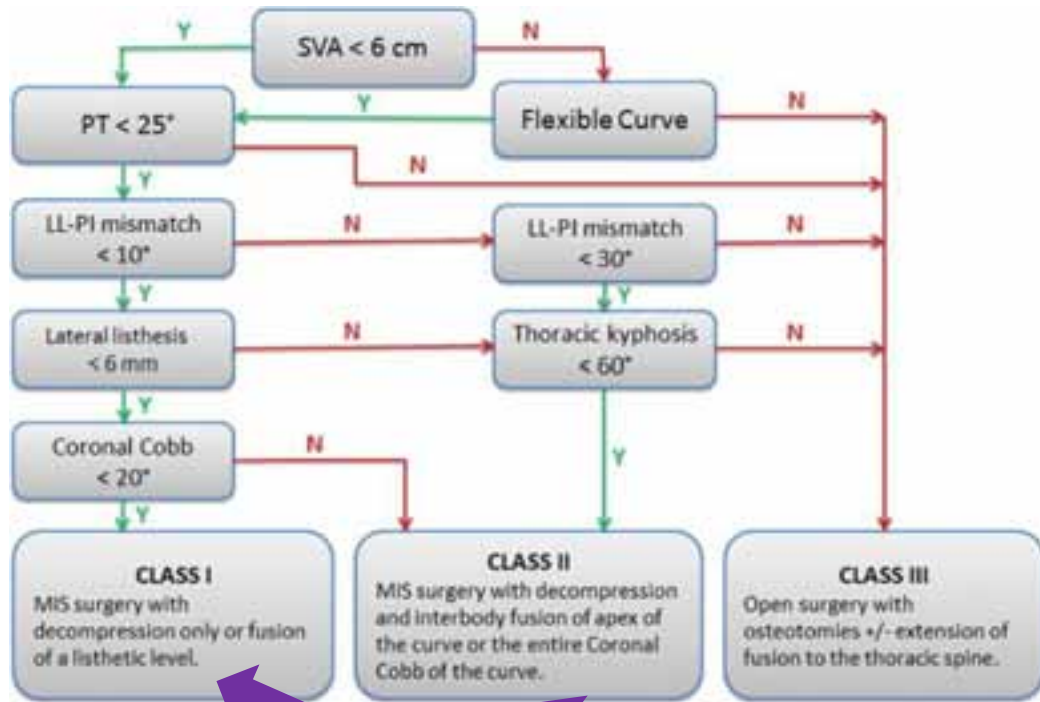 Y
SVA < 6 cm
N
PT < 25°
Y
Flexible Curve
N
N
Y
LL-PI mismatch
< 10°
N
LL-PI mismatch
< 30°
N
Y
Y
Lateral listhesis
< 6 mm
N
Thoracic kyphosis
< 60°
N
Y
Coronal Cobb
< 20°
N
Y
Y
CLASS I
MIS surgery with
decompression only or fusion
of a listhetic level.
CLASS II
MIS surgery with decompression
and interbody fusion of apex of
the curve or the entire Coronal
Cobb of the curve.
CLASS III
Open surgery with
osteotomies +/- extension of
fusion to the thoracic spine.